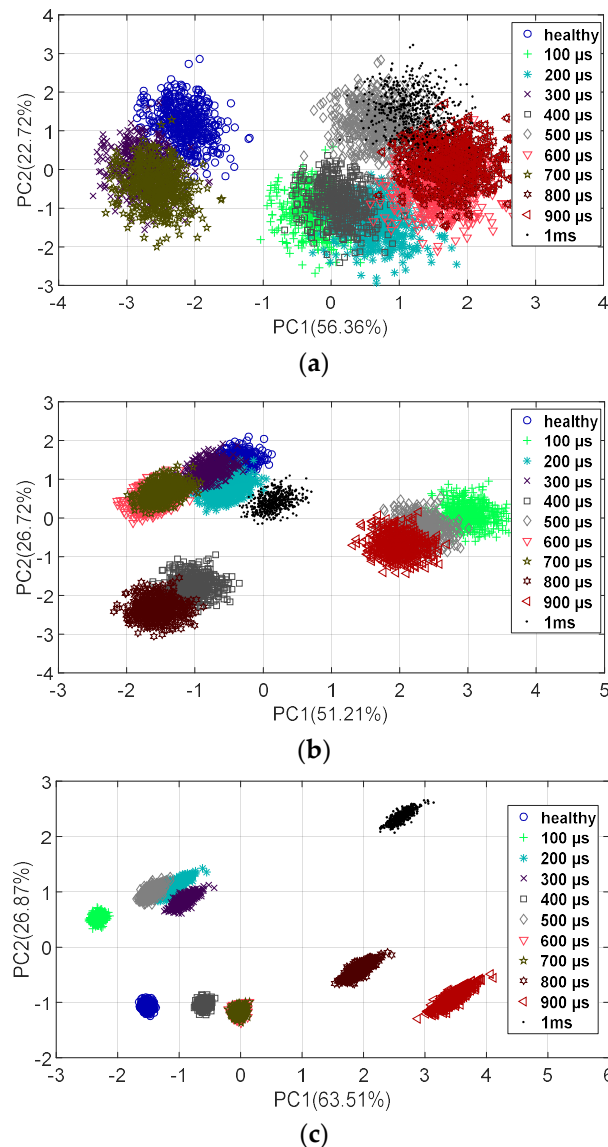 4
3
2
1
0
-1
-2
-3
PC2(22.72%)
-4 -3 -2 -1 0 1 2 3 4
PC1(56.36%)
healthy
100 µs
200 µs
300 µs
400 µs
500 µs
600 µs
700 µs
800 µs
900 µs
1ms
(a)
3
2
1
0
-1
-2
-3
-4
PC2(26.72%)
-3 -2 -1 0 1 2 3 4 5
PC1(51.21%)
healthy
100 µs
200 µs
300 µs
400 µs
500 µs
600 µs
700 µs
800 µs
900 µs
1ms
(b)
3
2
1
0
-1
-2
PC2(26.87%)
-3 -2 -1 0 1 2 3 4 5 6
PC1(63.51%)
healthy
100 µs
200 µs
300 µs
400 µs
500 µs
600 µs
700 µs
800 µs
900 µs
1ms
(c)